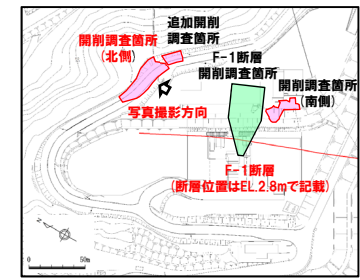 追加開削
調査箇所
開削調査箇所
(北側)
F-1断層
開削調査箇所
開削調査箇所
(南側)
写真撮影方向
F-1断層
(断層位置はEL.2.8mで記載)
N
0 50m